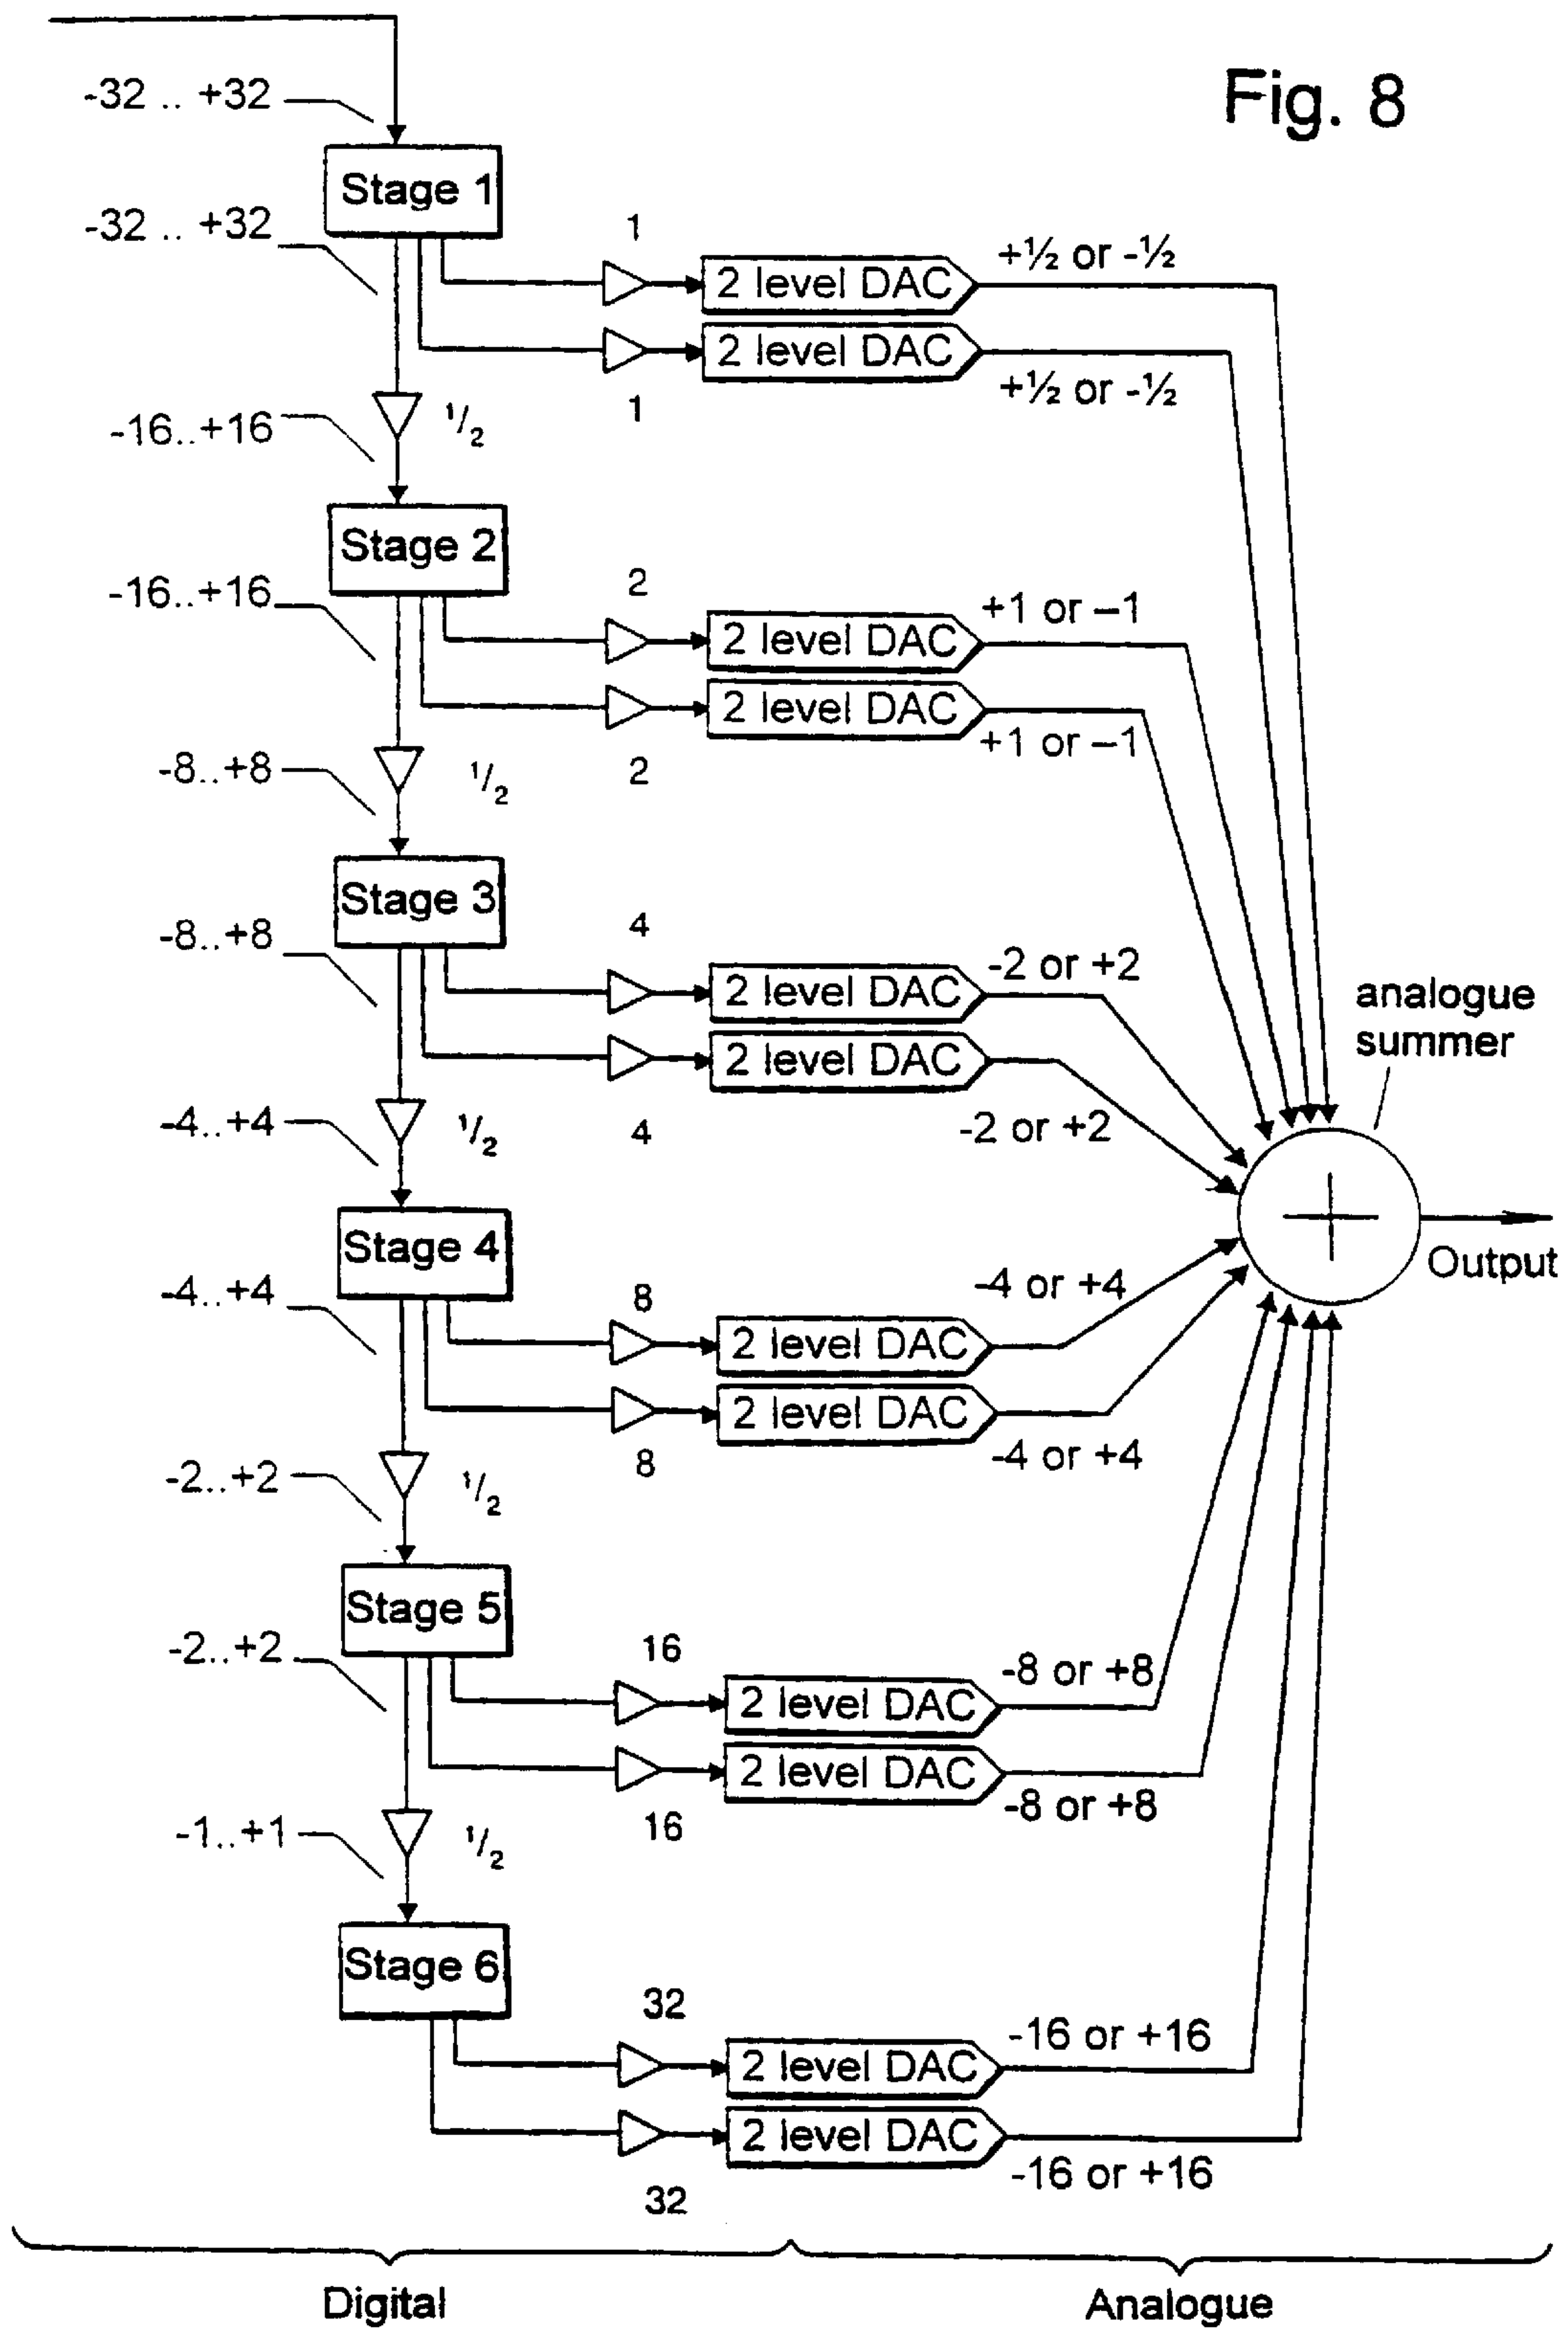 Fig. 8
-32 .. +32
Stage 1
-32 .. +32
1
2 level DAC
+½ or -½
2 level DAC
+½ or -½
1
1/2
-16..+16
Stage 2
-16..+16
2
2 level DAC
+1 or –1
2 level DAC
+1 or –1
2
1/2
-8..+8
Stage 3
-8..+8
4
2 level DAC
-2 or +2
2 level DAC
-2 or +2
4
analogue
summer
1/2
-4..+4
Stage 4
Output
-4..+4
8
2 level DAC
-4 or +4
2 level DAC
-4 or +4
8
1/2
-2..+2
Stage 5
-2..+2
16
2 level DAC
-8 or +8
2 level DAC
-8 or +8
16
1/2
-1..+1
Stage 6
32
2 level DAC
-16 or +16
2 level DAC
-16 or +16
32
Digital
Analogue